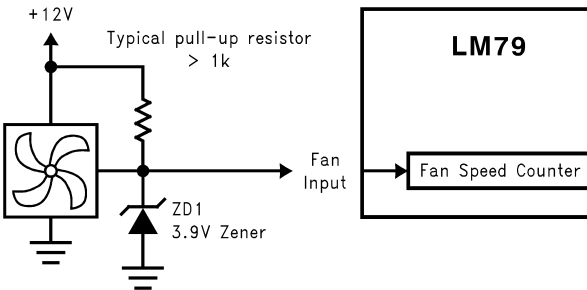 +12V
Typical pull-up resistor
> 1k
LM79
Fan
Input
Fan Speed Counter
ZD1
3.9V Zener